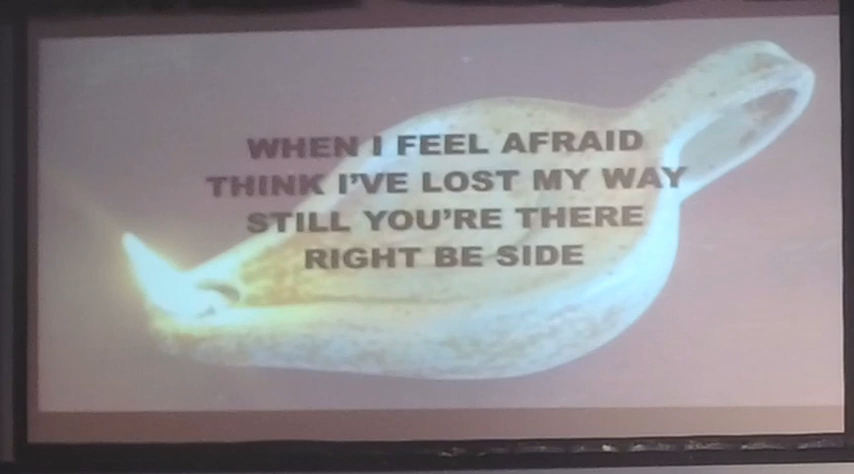 WHEN I FEEL AFRAID
THINK I'VE LOST MY WAY
STILL YOU'RE THERE
RIGHT BE SIDE